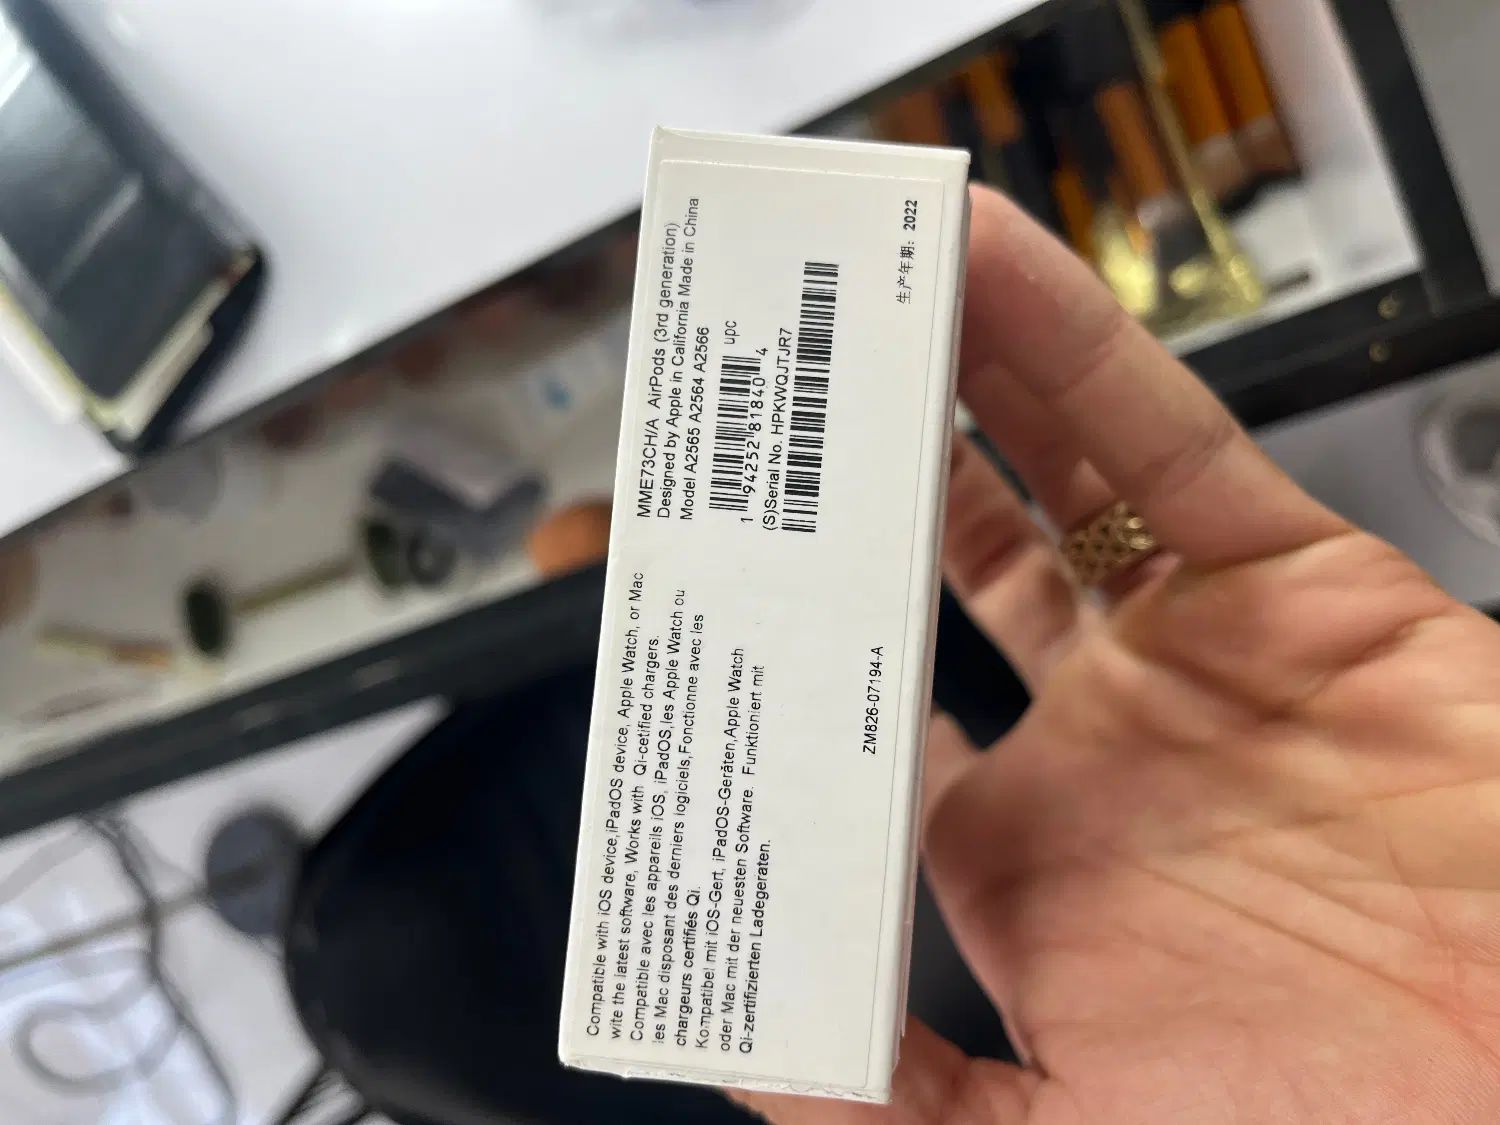 MME73CH/A AirPods (3rd generation)
Designed by Apple in California Made in China
Model A2565 A2564 A2566
1 94252 81840 4
upc
(S)Serial No. HPKWQJTJR7
生产年期: 2022
Compatible with iOS device,iPadOS device, Apple Watch, or Mac
wite the latest software, Works with Qi-cetified chargers.
Compatible avec les appareils iOS, iPadOS,les Apple Watch ou
les Mac disposant des derniers logiciels,Fonctionne avec les
chargeurs certifiés Qi.
Kompatibel mit iOS-Gert, iPadOS-Geräten,Apple Watch
oder Mac mit der neuesten Software. Funktioniert mit
Qi-zertifizierten Ladegeraten.
ZM826-07194-A